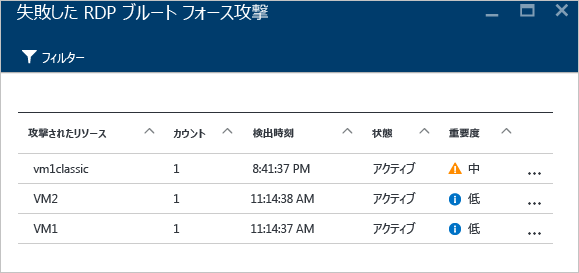 失敗した RDP ブルート フォース攻撃
フィルター
攻撃されたリソース カウント 検出時刻 状態 重要度
vm1classic 1 8:41:37 PM アクティブ 中 ...
VM2 1 11:14:38 AM アクティブ 低 ...
VM1 1 11:14:37 AM アクティブ 低 ...